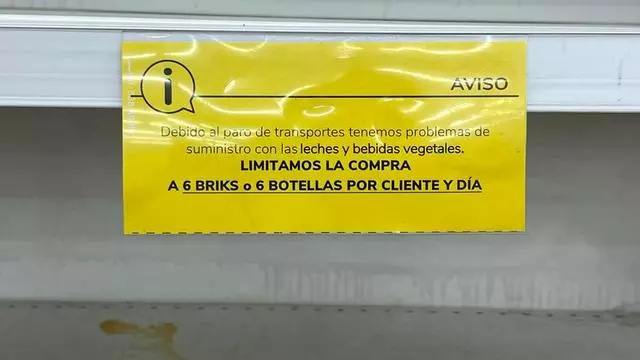 i
AVISO
Debido al paro de transportes tenemos problemas de
suministro con las leches y bebidas vegetales.
LIMITAMOS LA COMPRA
A 6 BRIKS o 6 BOTELLAS POR CLIENTE Y DÍA